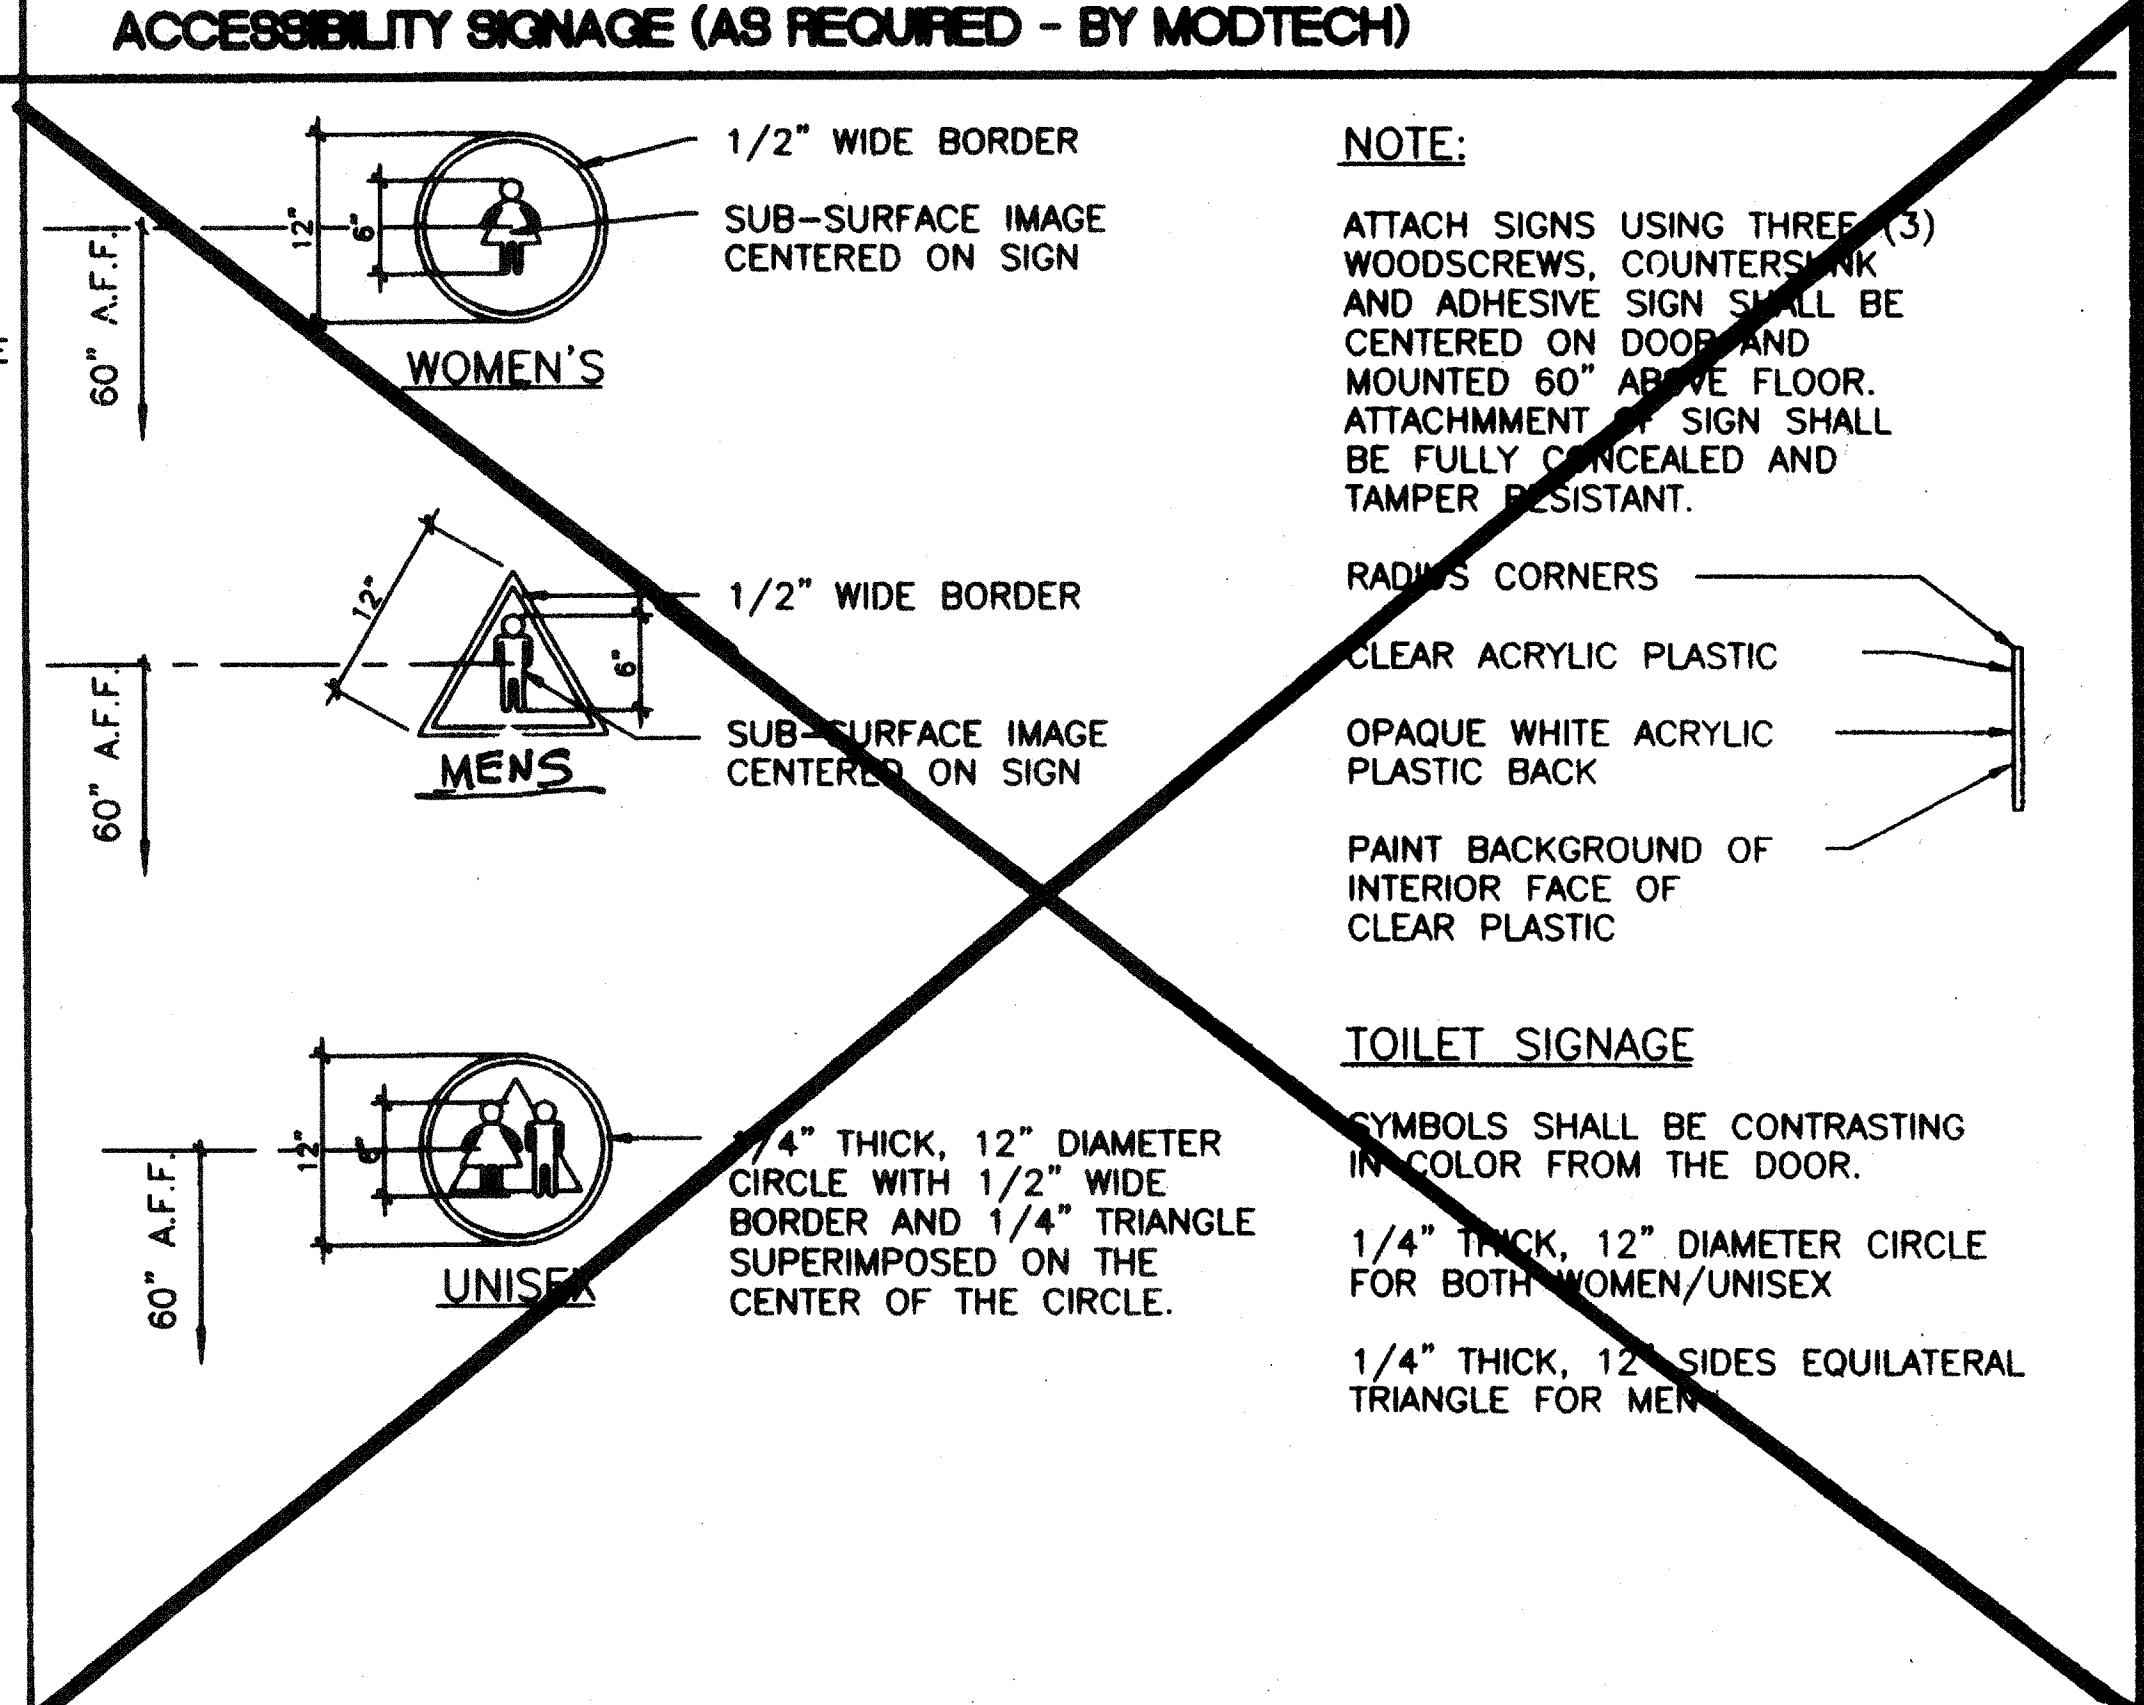 ACCESSIBILITY SIGNAGE (AS REQUIRED - BY MODTECH)
1/2" WIDE BORDER
SUB-SURFACE IMAGE
CENTERED ON SIGN
12"
6"
60" A.F.F.
WOMEN'S
1/2" WIDE BORDER
12"
6"
60" A.F.F.
SUB-SURFACE IMAGE
CENTERED ON SIGN
MENS
12"
6"
60" A.F.F.
1/4" THICK, 12" DIAMETER
CIRCLE WITH 1/2" WIDE
BORDER AND 1/4" TRIANGLE
SUPERIMPOSED ON THE
CENTER OF THE CIRCLE.
UNISEX
NOTE:
ATTACH SIGNS USING THREE (3)
WOODSCREWS, COUNTERSUNK
AND ADHESIVE SIGN SHALL BE
CENTERED ON DOOR AND
MOUNTED 60" ABOVE FLOOR.
ATTACHMMENT OF SIGN SHALL
BE FULLY CONCEALED AND
TAMPER RESISTANT.
RADIUS CORNERS
CLEAR ACRYLIC PLASTIC
OPAQUE WHITE ACRYLIC
PLASTIC BACK
PAINT BACKGROUND OF
INTERIOR FACE OF
CLEAR PLASTIC
TOILET SIGNAGE
SYMBOLS SHALL BE CONTRASTING
IN COLOR FROM THE DOOR.
1/4" THICK, 12" DIAMETER CIRCLE
FOR BOTH WOMEN/UNISEX
1/4" THICK, 12" SIDES EQUILATERAL
TRIANGLE FOR MEN